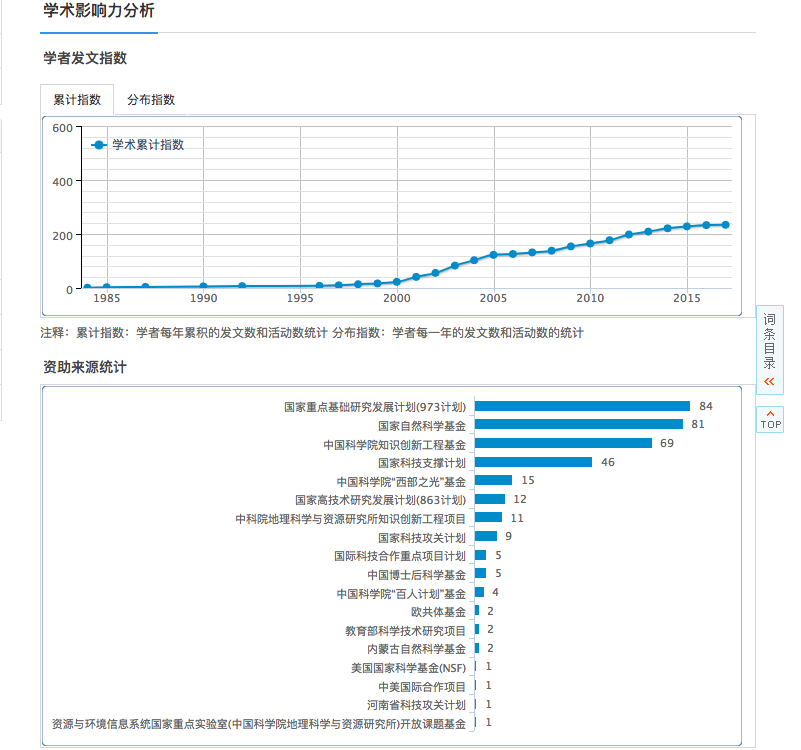 学术影响力分析
学者发文指数
累计指数 分布指数
600
学术累计指数
400
200
0
1985 1990 1995 2000 2005 2010 2015
注释：累计指数：学者每年累积的发文数和活动数统计 分布指数：学者每一年的发文数和活动数的统计
词条目录
«
TOP
资助来源统计
国家重点基础研究发展计划(973计划) 84
国家自然科学基金 81
中国科学院知识创新工程基金 69
国家科技支撑计划 46
中国科学院"西部之光"基金 15
国家高技术研究发展计划(863计划) 12
中科院地理科学与资源研究所知识创新工程项目 11
国家科技攻关计划 9
国际科技合作重点项目计划 5
中国博士后科学基金 5
中国科学院"百人计划"基金 4
欧共体基金 2
教育部科学技术研究项目 2
内蒙古自然科学基金 2
美国国家科学基金(NSF) 1
中美国际合作项目 1
河南省科技攻关计划 1
资源与环境信息系统国家重点实验室(中国科学院地理科学与资源研究所)开放课题基金 1